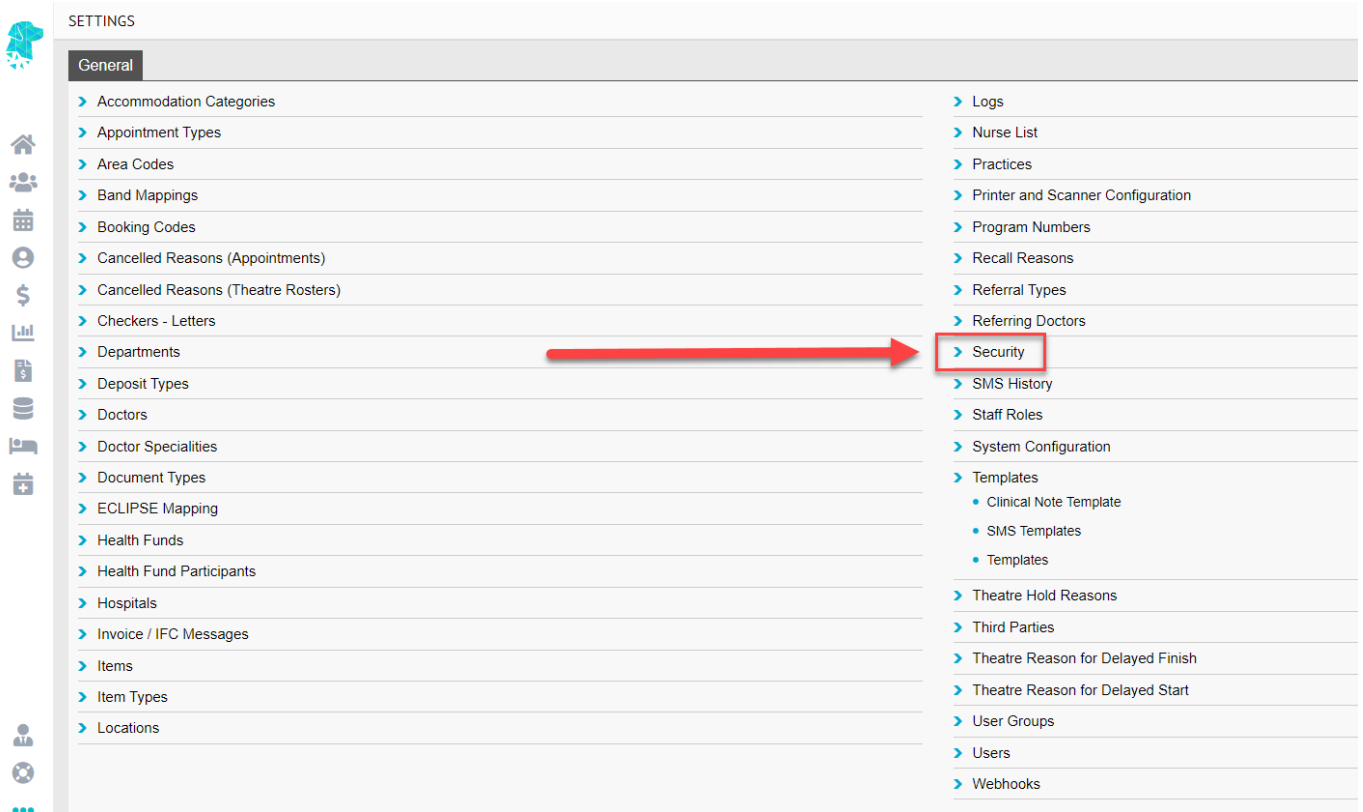 SETTINGS
General
Accommodation Categories
Appointment Types
Area Codes
Band Mappings
Booking Codes
Cancelled Reasons (Appointments)
Cancelled Reasons (Theatre Rosters)
Checkers - Letters
Departments
Deposit Types
Doctors
Doctor Specialities
Document Types
ECLIPSE Mapping
Health Funds
Health Fund Participants
Hospitals
Invoice / IFC Messages
Items
Item Types
Locations
Logs
Nurse List
Practices
Printer and Scanner Configuration
Program Numbers
Recall Reasons
Referral Types
Referring Doctors
Security
SMS History
Staff Roles
System Configuration
Templates
Clinical Note Template
SMS Templates
Templates
Theatre Hold Reasons
Third Parties
Theatre Reason for Delayed Finish
Theatre Reason for Delayed Start
User Groups
Users
Webhooks